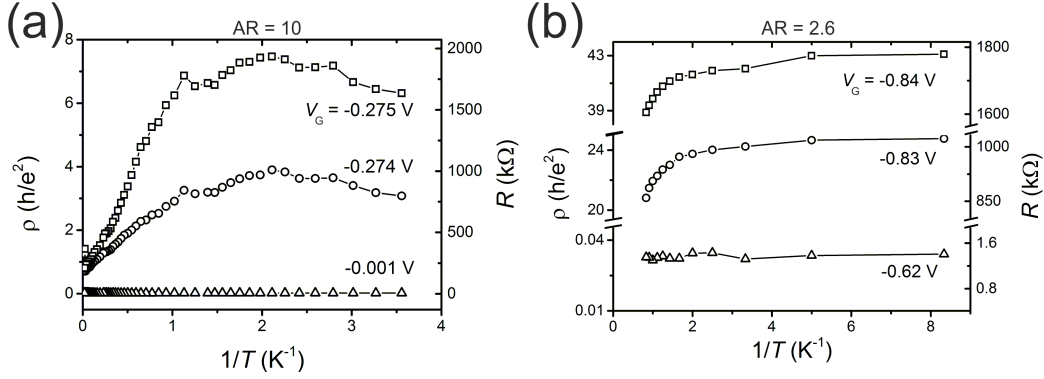 (a)
AR = 10
8
6
4
2
0
ρ (h/e²)
2000
1500
1000
500
0
R (kΩ)
V_G = -0.275 V
-0.274 V
-0.001 V
0 1 2 3 4
1/T (K⁻¹)
(b)
AR = 2.6
43
39
24
20
0.04
0.01
ρ (h/e²)
1800
1600
1000
850
1.6
0.8
R (kΩ)
V_G = -0.84 V
-0.83 V
-0.62 V
0 2 4 6 8
1/T (K⁻¹)